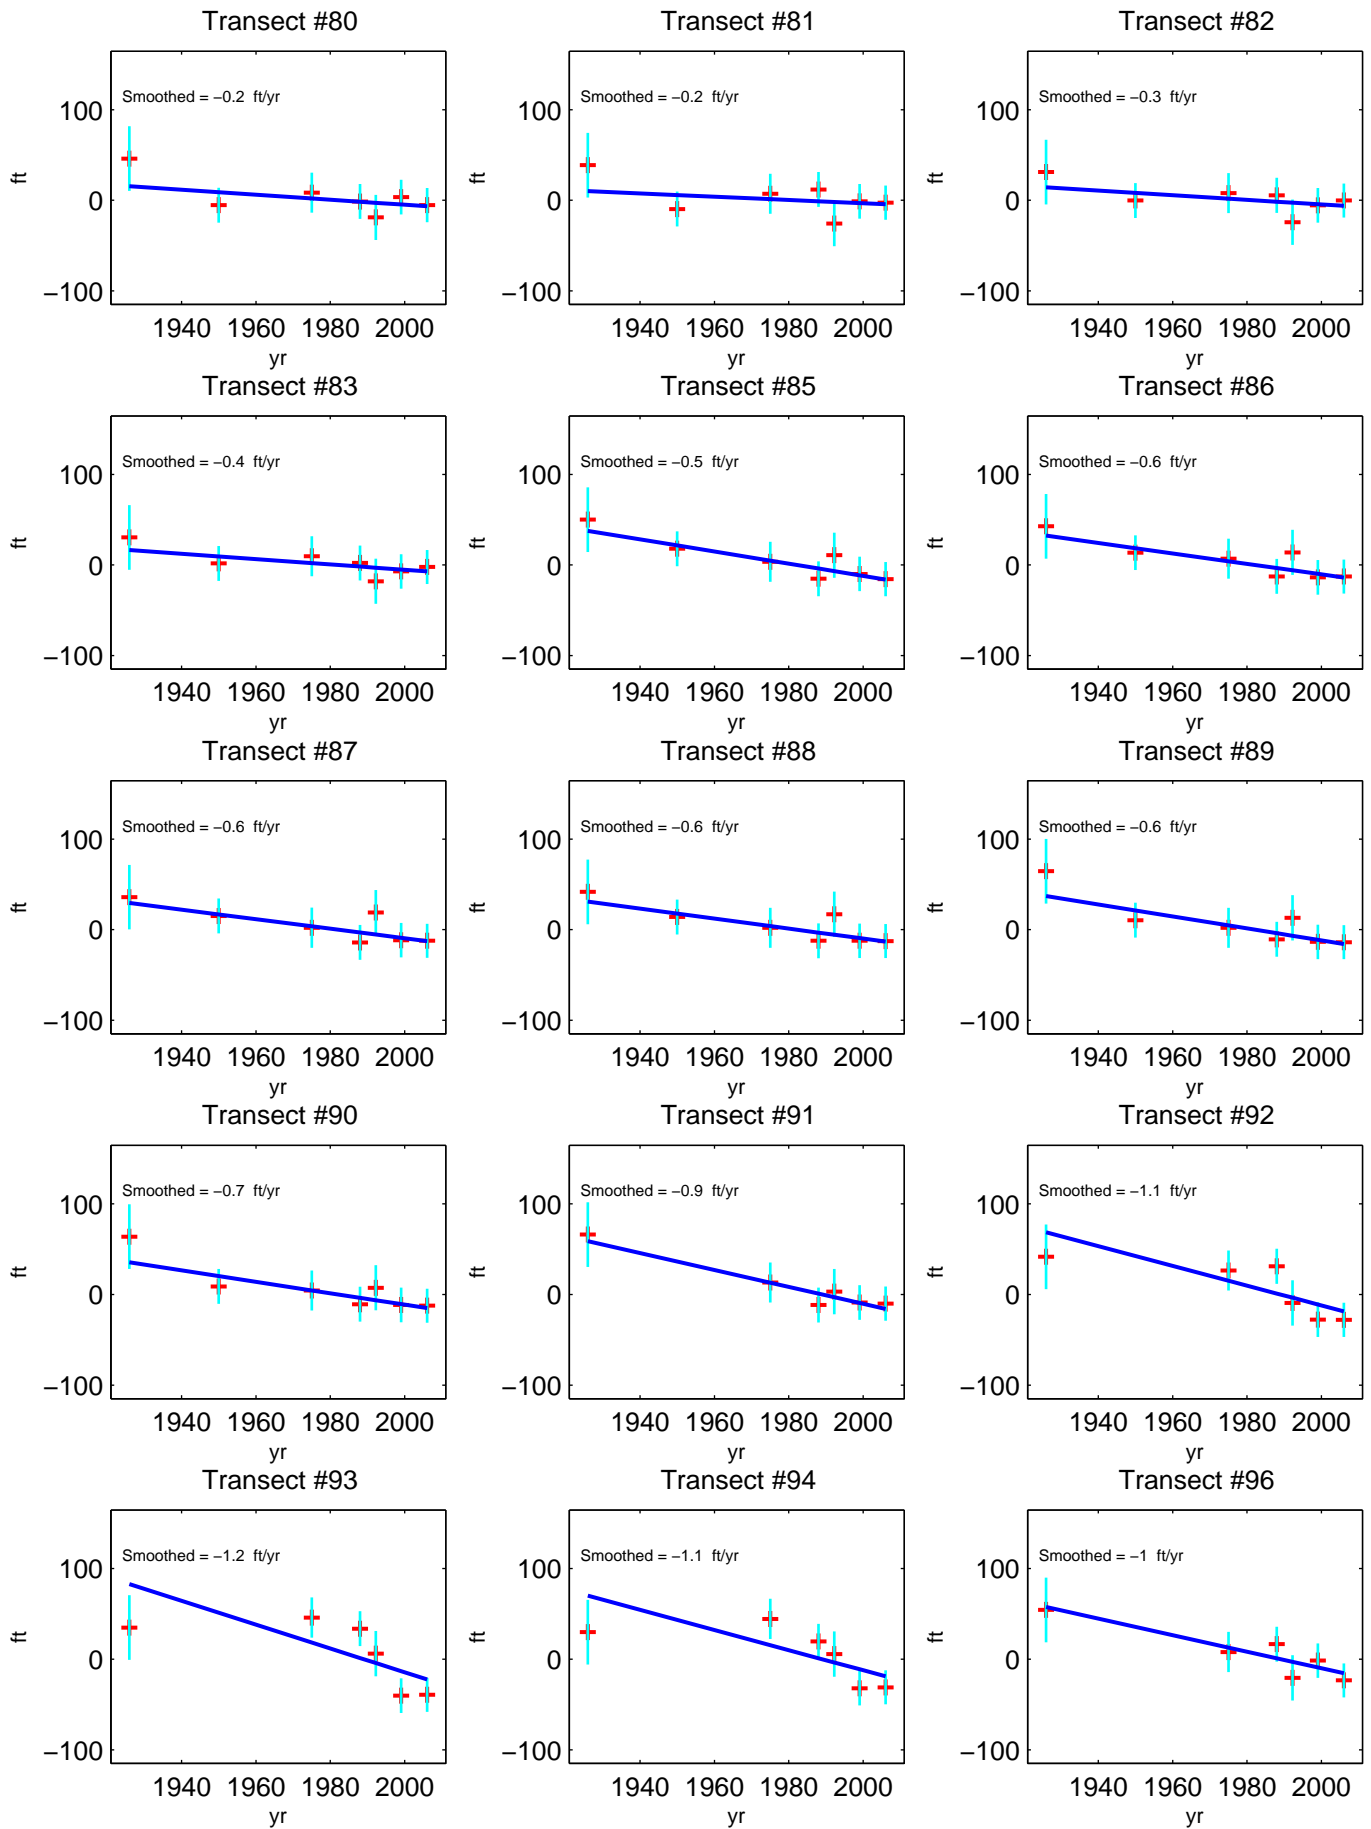 Transect #80 Transect #81 Transect #82
Smoothed = −0.2 ft/yr Smoothed = −0.2 ft/yr Smoothed = −0.3 ft/yr
100 100 100
ft ft ft
0 0 0
−100 −100 −100
1940 1960 1980 2000 1940 1960 1980 2000 1940 1960 1980 2000
yr yr yr
Transect #83 Transect #85 Transect #86
Smoothed = −0.4 ft/yr Smoothed = −0.5 ft/yr Smoothed = −0.6 ft/yr
100 100 100
ft ft ft
0 0 0
−100 −100 −100
1940 1960 1980 2000 1940 1960 1980 2000 1940 1960 1980 2000
yr yr yr
Transect #87 Transect #88 Transect #89
Smoothed = −0.6 ft/yr Smoothed = −0.6 ft/yr Smoothed = −0.6 ft/yr
100 100 100
ft ft ft
0 0 0
−100 −100 −100
1940 1960 1980 2000 1940 1960 1980 2000 1940 1960 1980 2000
yr yr yr
Transect #90 Transect #91 Transect #92
Smoothed = −0.7 ft/yr Smoothed = −0.9 ft/yr Smoothed = −1.1 ft/yr
100 100 100
ft ft ft
0 0 0
−100 −100 −100
1940 1960 1980 2000 1940 1960 1980 2000 1940 1960 1980 2000
yr yr yr
Transect #93 Transect #94 Transect #96
Smoothed = −1.2 ft/yr Smoothed = −1.1 ft/yr Smoothed = −1 ft/yr
100 100 100
ft ft ft
0 0 0
−100 −100 −100
1940 1960 1980 2000 1940 1960 1980 2000 1940 1960 1980 2000
yr yr yr